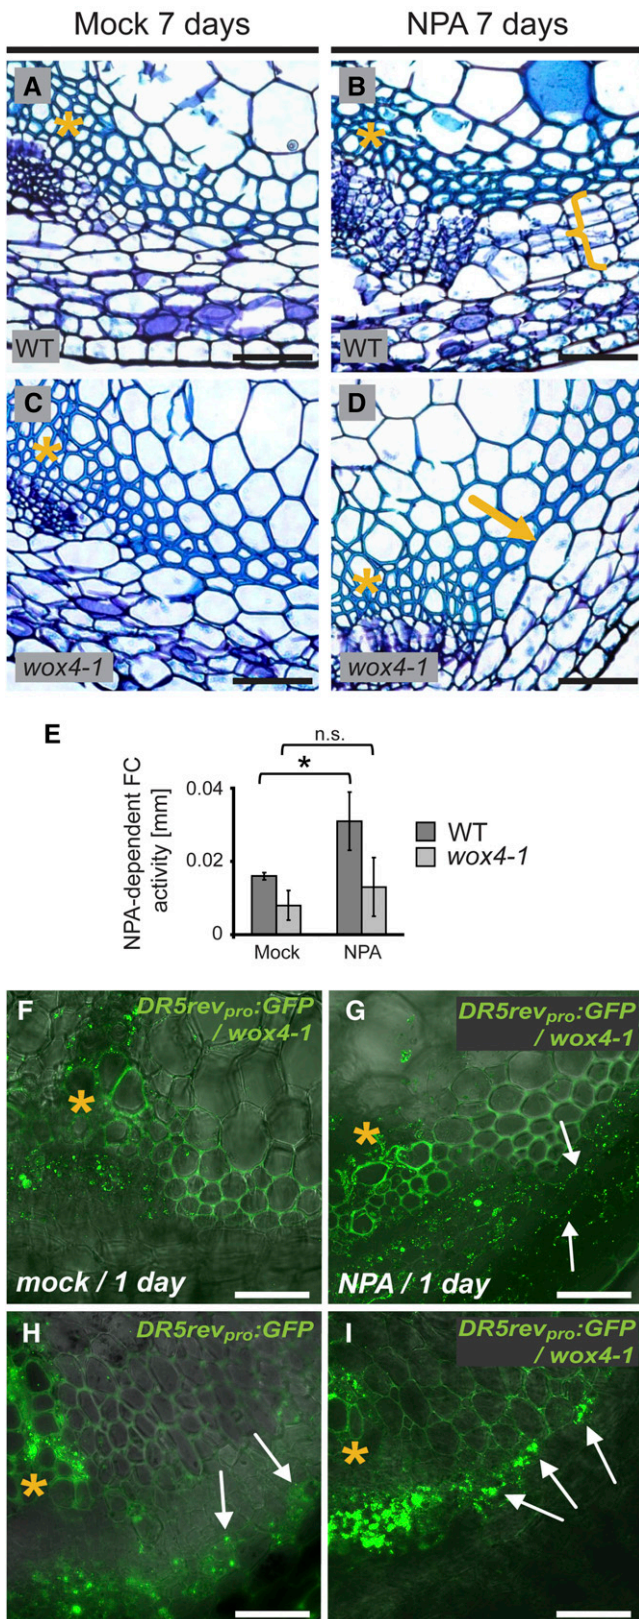 Mock 7 days NPA 7 days
A B
* *
WT WT
C D
* *
wox4-1 wox4-1
E
n.s.
*
NPA-dependent FC
activity [mm]
0.04
0.02
0
Mock NPA
WT
wox4-1
F DR5revpro:GFP
/ wox4-1
*
mock / 1 day
G DR5revpro:GFP
/ wox4-1
*
NPA / 1 day
H DR5revpro:GFP
*
I DR5revpro:GFP
/ wox4-1
*